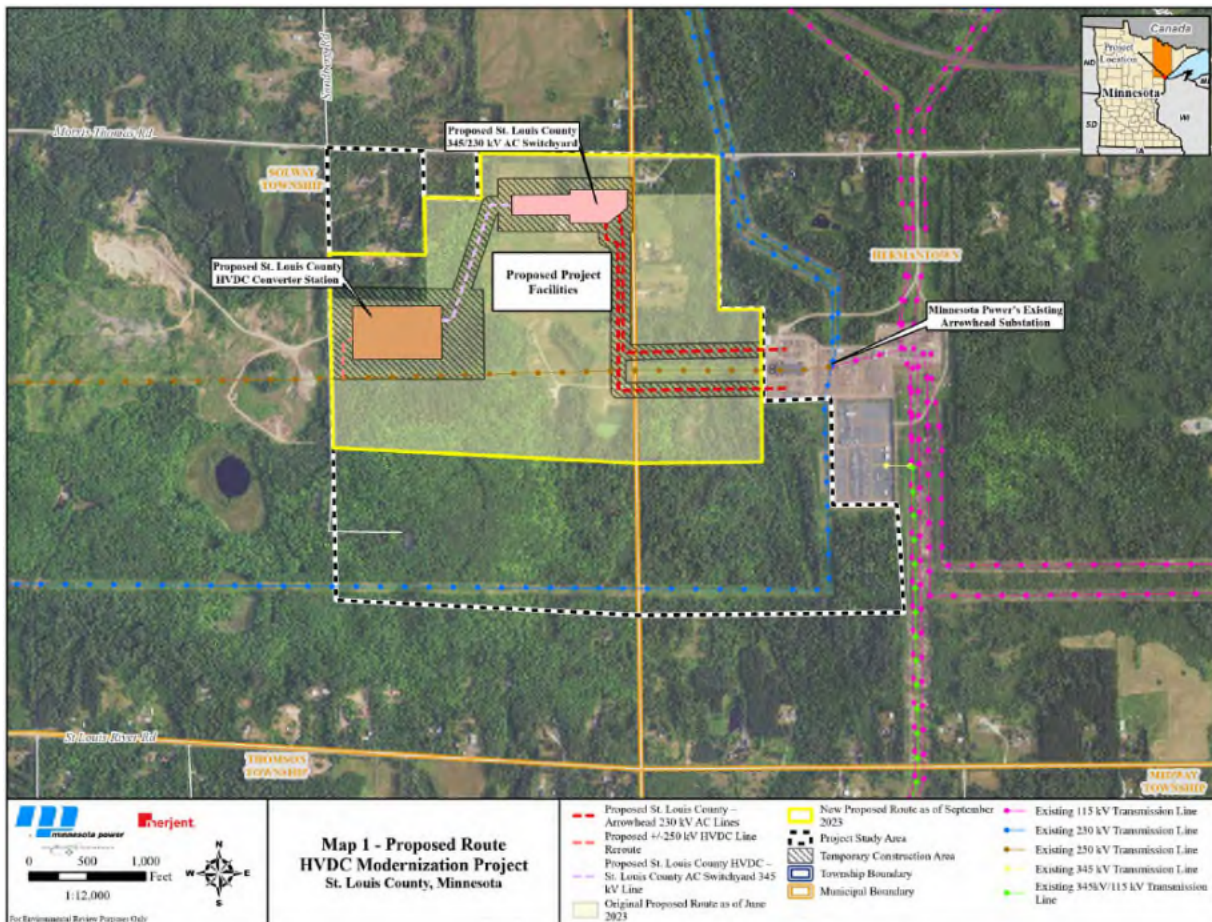 Canada
Project
Location
ND
Minnesota
SD
WI
IA
Sundberg Rd
Morris Thomas Rd
SOLWAY
TOWNSHIP
Proposed St. Louis County
345/230 kV AC Switchyard
HERMANTOWN
Proposed St. Louis County
HVDC Converter Station
Proposed Project
Facilities
Minnesota Power's Existing
Arrowhead Substation
St Louis River Rd
THOMSON
TOWNSHIP
MIDWAY
TOWNSHIP
minnesota power
merjent
0 500 1,000
Feet
1:12,000
For Environmental Review Purposes Only
N
W E
S
Map 1 - Proposed Route
HVDC Modernization Project
St. Louis County, Minnesota
Proposed St. Louis County –
Arrowhead 230 kV AC Lines
Proposed +/-250 kV HVDC Line
Reroute
Proposed St. Louis County HVDC –
St. Louis County AC Switchyard 345
kV Line
Original Proposed Route as of June
2023
New Proposed Route as of September
2023
Project Study Area
Temporary Construction Area
Township Boundary
Municipal Boundary
Existing 115 kV Transmission Line
Existing 230 kV Transmission Line
Existing 250 kV Transmission Line
Existing 345 kV Transmission Line
Existing 345kV/115 kV Transmission
Line